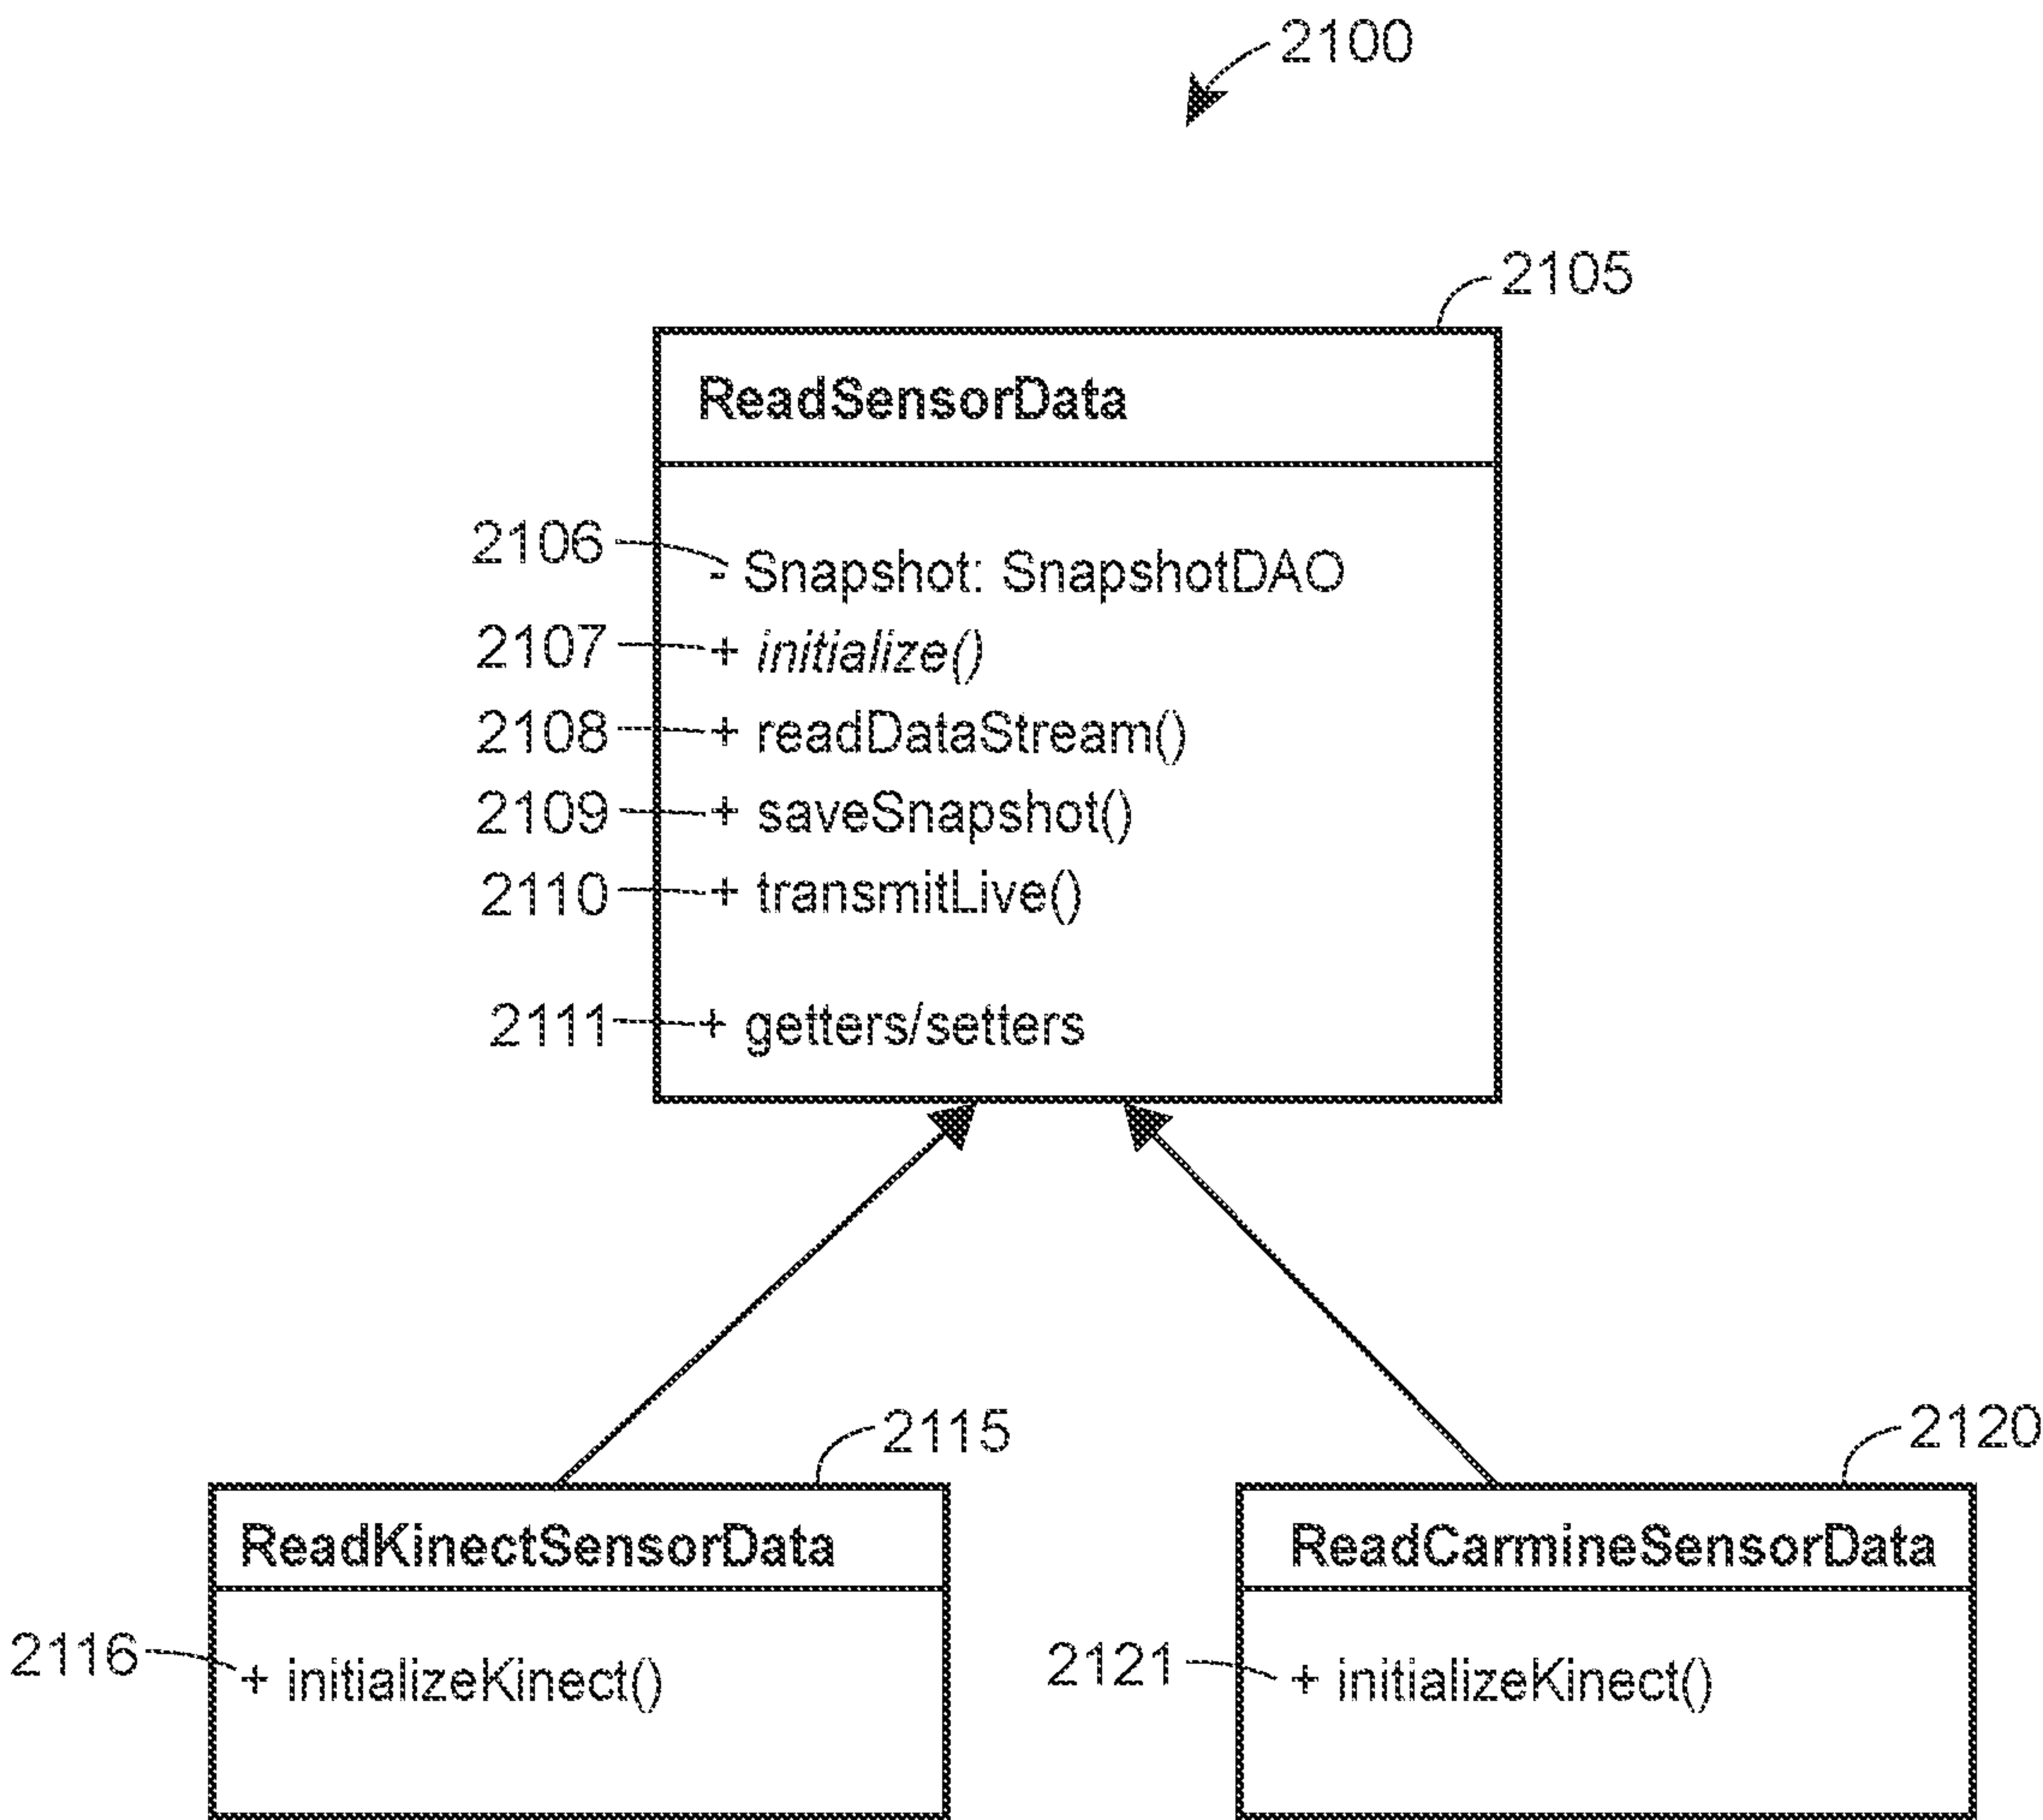 2100
2105
ReadSensorData
2106 - Snapshot: SnapshotDAO
2107 + initialize()
2108 + readDataStream()
2109 + saveSnapshot()
2110 + transmitLive()
2111 + getters/setters
2115
2120
ReadKinectSensorData
ReadCarmineSensorData
2116 + initializeKinect()
2121 + initializeKinect()